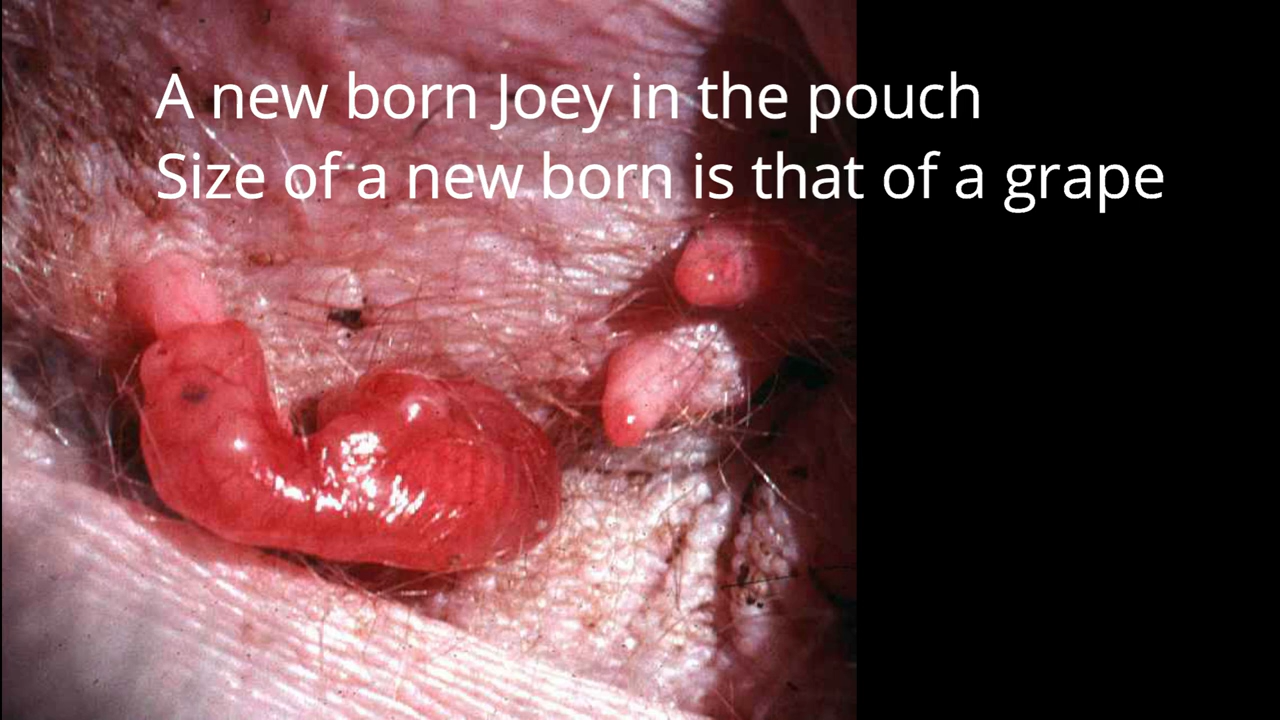 A new born Joey in the pouch
Size of a new born is that of a grape